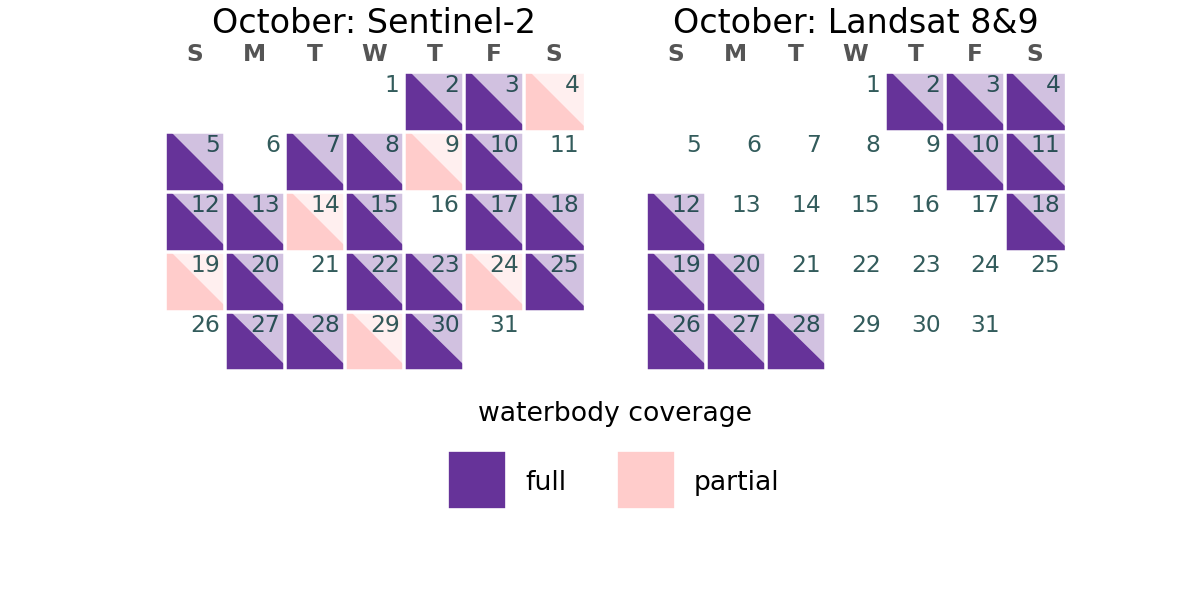 October: Sentinel-2
S M T W T F S
1 2 3 4
5 6 7 8 9 10 11
12 13 14 15 16 17 18
19 20 21 22 23 24 25
26 27 28 29 30 31
October: Landsat 8&9
S M T W T F S
1 2 3 4
5 6 7 8 9 10 11
12 13 14 15 16 17 18
19 20 21 22 23 24 25
26 27 28 29 30 31
waterbody coverage
full partial